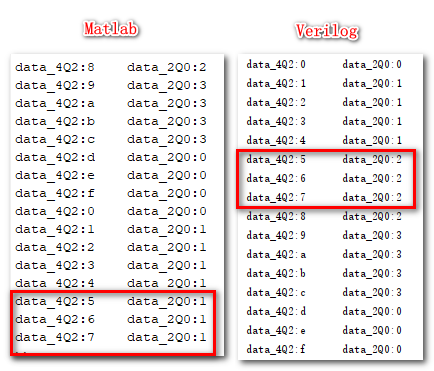 Matlab
data_4Q2:8 data_2Q0:2
data_4Q2:9 data_2Q0:3
data_4Q2:a data_2Q0:3
data_4Q2:b data_2Q0:3
data_4Q2:c data_2Q0:3
data_4Q2:d data_2Q0:0
data_4Q2:e data_2Q0:0
data_4Q2:f data_2Q0:0
data_4Q2:0 data_2Q0:0
data_4Q2:1 data_2Q0:1
data_4Q2:2 data_2Q0:1
data_4Q2:3 data_2Q0:1
data_4Q2:4 data_2Q0:1
data_4Q2:5 data_2Q0:1
data_4Q2:6 data_2Q0:1
data_4Q2:7 data_2Q0:1
Verilog
data_4Q2:0 data_2Q0:0
data_4Q2:1 data_2Q0:1
data_4Q2:2 data_2Q0:1
data_4Q2:3 data_2Q0:1
data_4Q2:4 data_2Q0:1
data_4Q2:5 data_2Q0:2
data_4Q2:6 data_2Q0:2
data_4Q2:7 data_2Q0:2
data_4Q2:8 data_2Q0:2
data_4Q2:9 data_2Q0:3
data_4Q2:a data_2Q0:3
data_4Q2:b data_2Q0:3
data_4Q2:c data_2Q0:3
data_4Q2:d data_2Q0:0
data_4Q2:e data_2Q0:0
data_4Q2:f data_2Q0:0